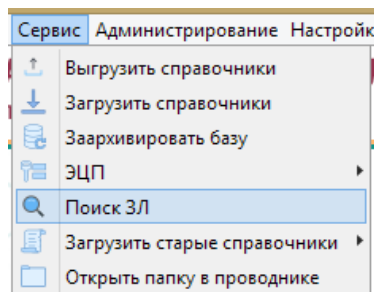 Сервис Администрирование Настройк
Выгрузить справочники
Загрузить справочники
Заархивировать базу
ЭЦП
Поиск ЗЛ
Загрузить старые справочники
Открыть папку в проводнике